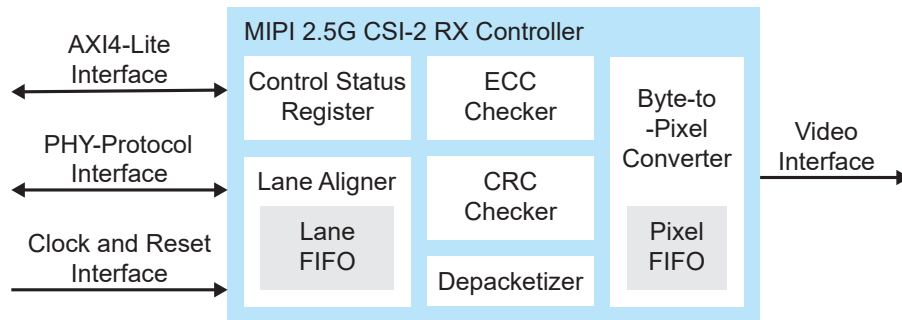 MIPI 2.5G CSI-2 RX Controller
AXI4-Lite
Interface
PHY-Protocol
Interface
Clock and Reset
Interface
Control Status
Register
Lane Aligner
Lane
FIFO
ECC
Checker
CRC
Checker
Depacketizer
Byte-to
-Pixel
Converter
Pixel
FIFO
Video
Interface